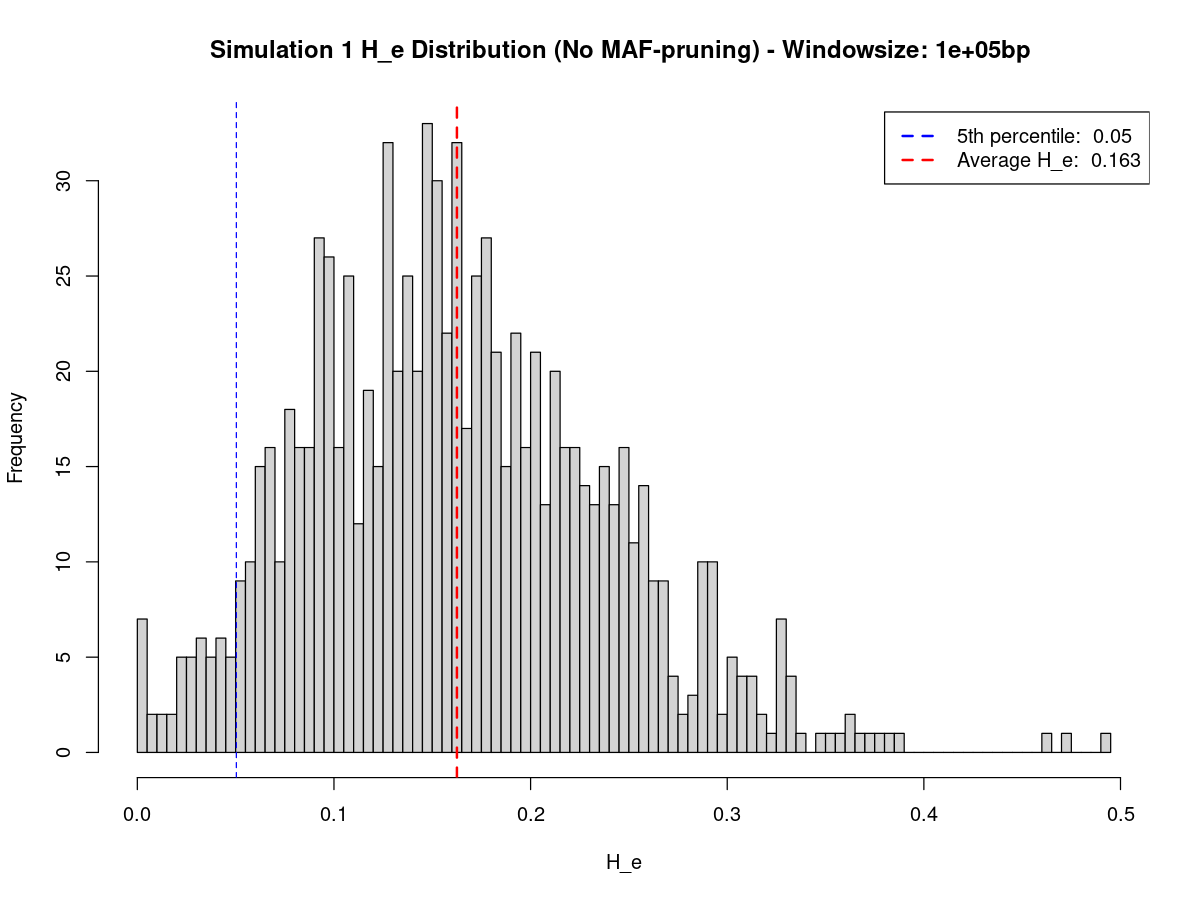 Simulation 1 H_e Distribution (No MAF-pruning) - Windowsize: 1e+05bp
5th percentile:  0.05
Average H_e:  0.163
Frequency
30
25
20
15
10
5
0
0.0 0.1 0.2 0.3 0.4 0.5
H_e